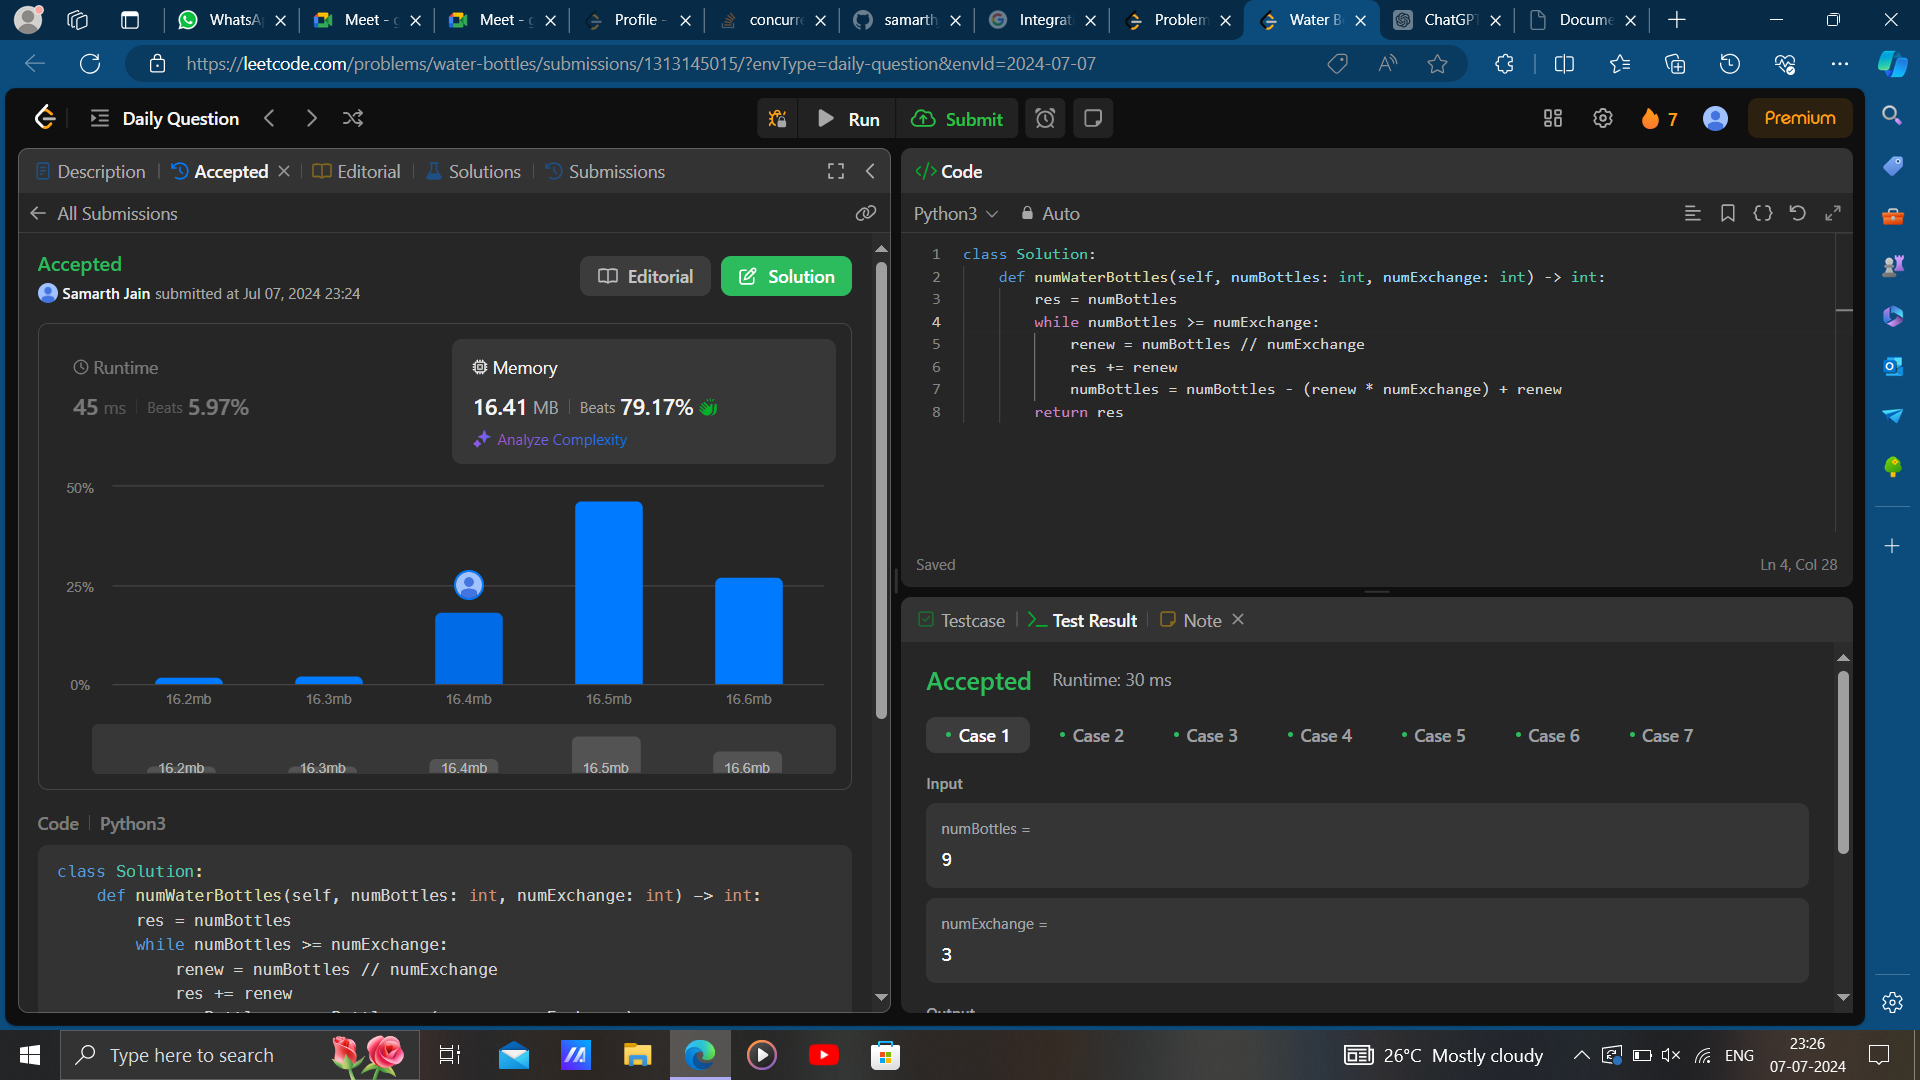 WhatsA
Meet - g
Meet - g
Profile -
concurre
samarth
Integrat
Problem
Water B
ChatGPT
Docume
https://leetcode.com/problems/water-bottles/submissions/1313145015/?envType=daily-question&envId=2024-07-07
Daily Question
Run
Submit
7
Premium
Description
Accepted
Editorial
Solutions
Submissions
All Submissions
Accepted
Samarth Jain submitted at Jul 07, 2024 23:24
Editorial
Solution
Runtime
45 ms Beats 5.97%
Memory
16.41 MB Beats 79.17%
Analyze Complexity
50%
25%
0%
16.2mb 16.3mb 16.4mb 16.5mb 16.6mb
16.2mb 16.3mb 16.4mb 16.5mb 16.6mb
Code Python3
class Solution:
    def numWaterBottles(self, numBottles: int, numExchange: int) -> int:
        res = numBottles
        while numBottles >= numExchange:
            renew = numBottles // numExchange
            res += renew
</> Code
Python3 Auto
1 class Solution:
2     def numWaterBottles(self, numBottles: int, numExchange: int) -> int:
3         res = numBottles
4         while numBottles >= numExchange:
5             renew = numBottles // numExchange
6             res += renew
7             numBottles = numBottles - (renew * numExchange) + renew
8         return res
Saved
Ln 4, Col 28
Testcase
Test Result
Note
Accepted Runtime: 30 ms
Case 1 Case 2 Case 3 Case 4 Case 5 Case 6 Case 7
Input
numBottles =
9
numExchange =
3
Output
Type here to search
26°C Mostly cloudy
ENG
23:26
07-07-2024